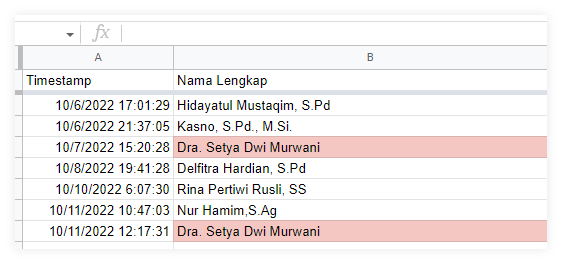 fx
A B
Timestamp Nama Lengkap
10/6/2022 17:01:29 Hidayatul Mustaqim, S.Pd
10/6/2022 21:37:05 Kasno, S.Pd., M.Si.
10/7/2022 15:20:28 Dra. Setya Dwi Murwani
10/8/2022 19:41:28 Delfitra Hardian, S.Pd
10/10/2022 6:07:30 Rina Pertiwi Rusli, SS
10/11/2022 10:47:03 Nur Hamim,S.Ag
10/11/2022 12:17:31 Dra. Setya Dwi Murwani